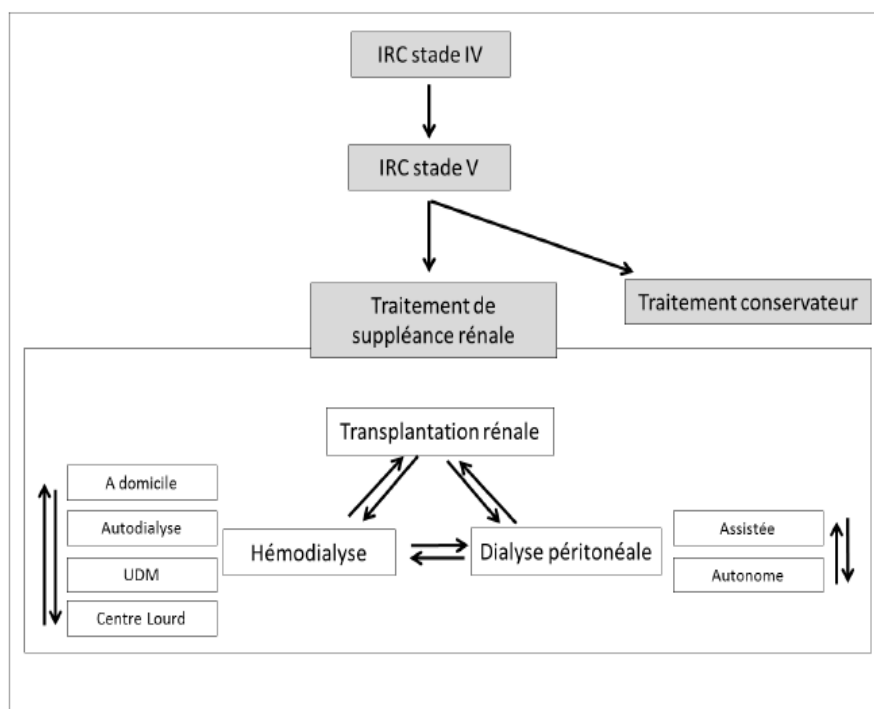 IRC stade IV
IRC stade V
Traitement de
suppléance rénale
Traitement conservateur
Transplantation rénale
A domicile
Autodialyse
UDM
Centre Lourd
Hémodialyse
Dialyse péritonéale
Assistée
Autonome